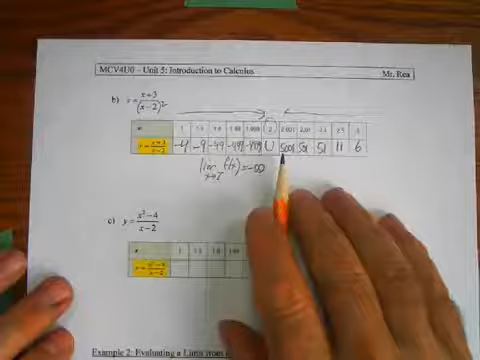 MCV4U0 – Unit 5: Introduction to Calculus Mr. Rea
b) y = (x+3)/(x−2)
x 1 1.5 1.9 1.99 1.999 2 2.001 2.01 2.1 2.5 3
y = (x+3)/(x−2) -4 -9 -49 -499 -4999 U 5001 501 51 11 6
lim f(x) = -∞
x→2⁻
c) y = (x²−4)/(x−2)
x 1 1.5 1.9 1.99
y = (x²−4)/(x−2)
Example 2: Evaluating a Limit from